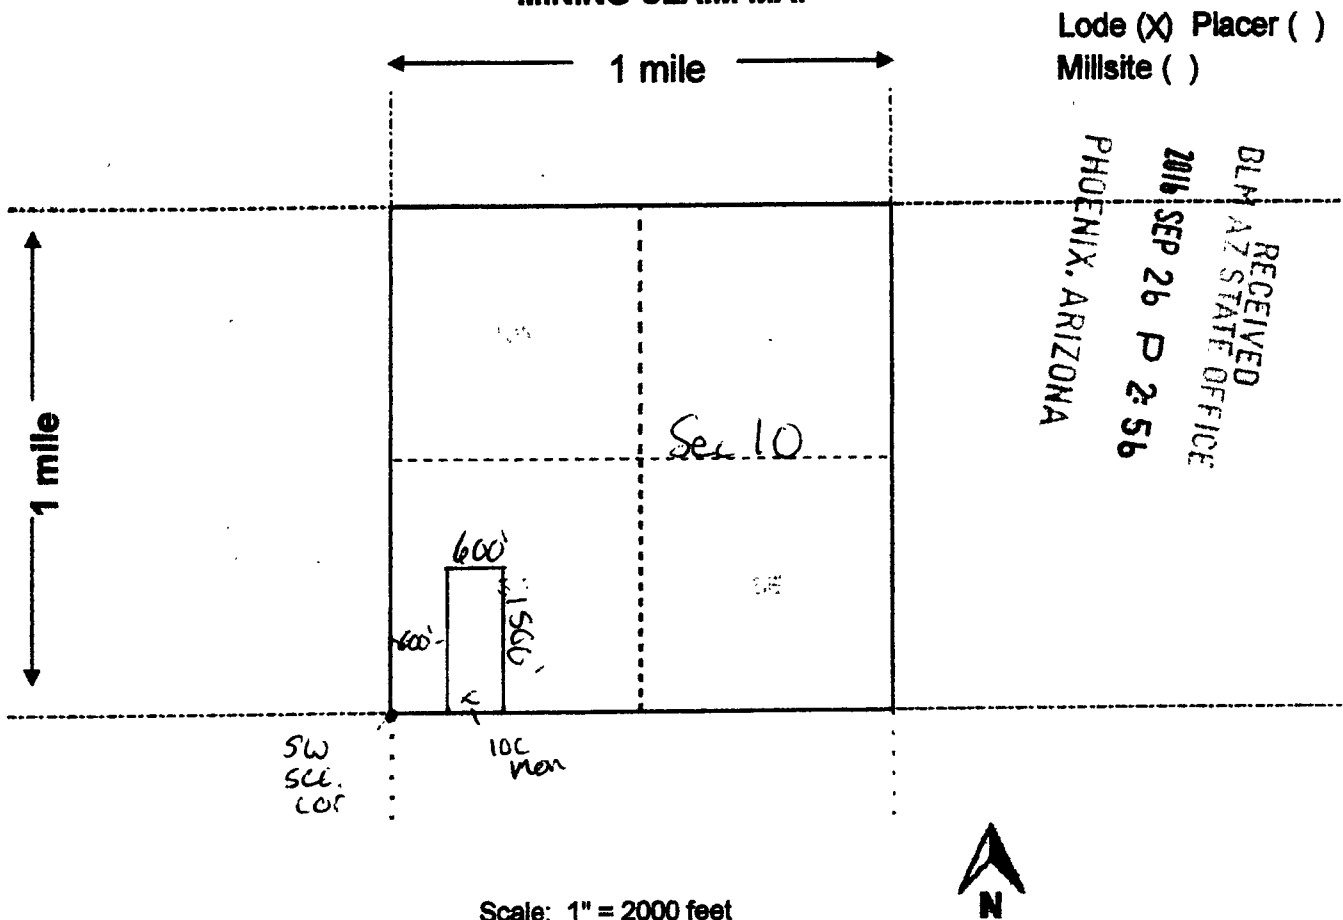 MINING CLAIM MAP
Lode (X) Placer ( )
Millsite ( )
1 mile
RECEIVED
BLM AZ STATE OFFICE
2016 SEP 26 P 2:56
PHOENIX, ARIZONA
1 mile
Sec 10
600'
1500'
600'
SW
sec.
cor
loc
mon
Scale: 1" = 2000 feet
N